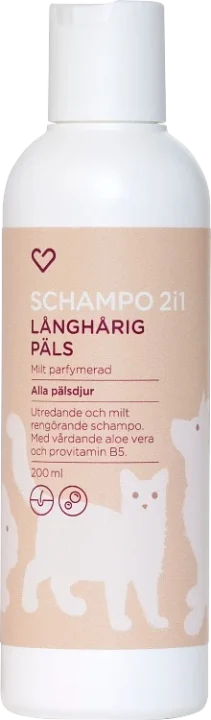 SCHAMPO 2i1
LÅNGHÅRIG
PÄLS
Milt parfymerad
Alla pälsdjur
Utredande och milt
rengörande schampo.
Med vårdande aloe vera
och provitamin B5.
200 ml